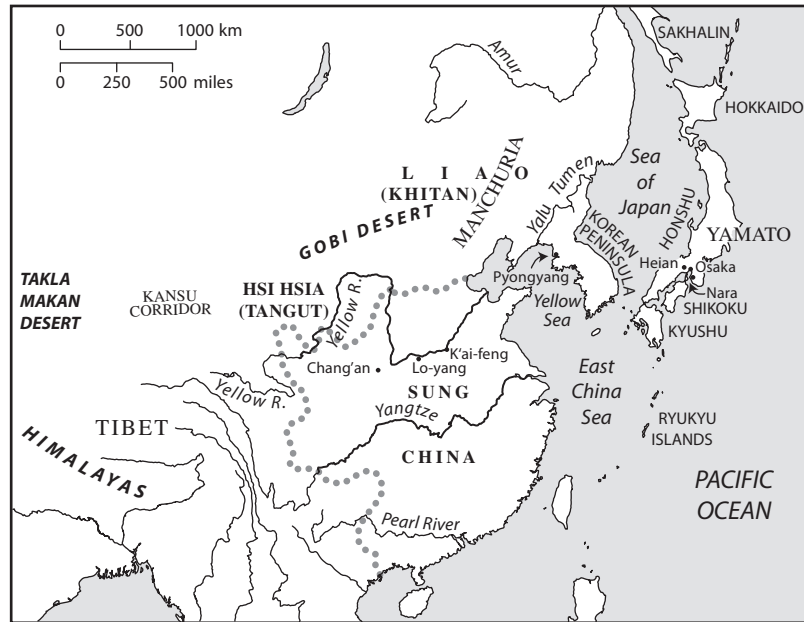 0 500 1000 km
0 250 500 miles
SAKHALIN
Amur
HOKKAIDO
L I A O
(KHITAN)
MANCHURIA
Yalu Tumen
Sea
of
Japan
GOBI DESERT
KOREAN
PENINSULA
HONSHU
YAMATO
TAKLA
MAKAN
DESERT
KANSU
CORRIDOR
HSI HSIA
(TANGUT)
Yellow R.
Pyongyang
Yellow
Sea
Heian
Osaka
Nara
SHIKOKU
KYUSHU
Chang'an
Lo-yang
K'ai-feng
East
China
Sea
Yellow R.
SUNG
Yangtze
TIBET
HIMALAYAS
CHINA
RYUKYU
ISLANDS
PACIFIC
OCEAN
Pearl River